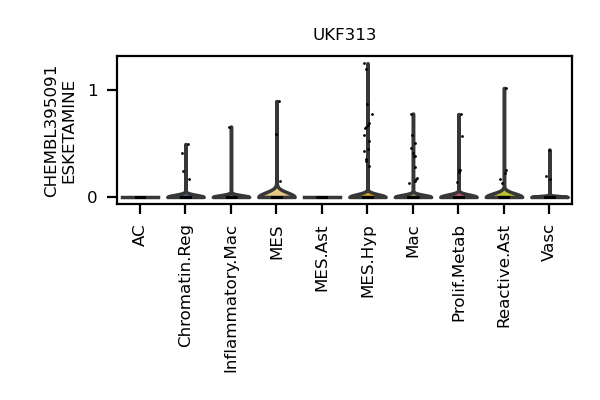 UKF313
CHEMBL395091
ESKETAMINE
1
0
AC
Chromatin.Reg
Inflammatory.Mac
MES
MES.Ast
MES.Hyp
Mac
Prolif.Metab
Reactive.Ast
Vasc